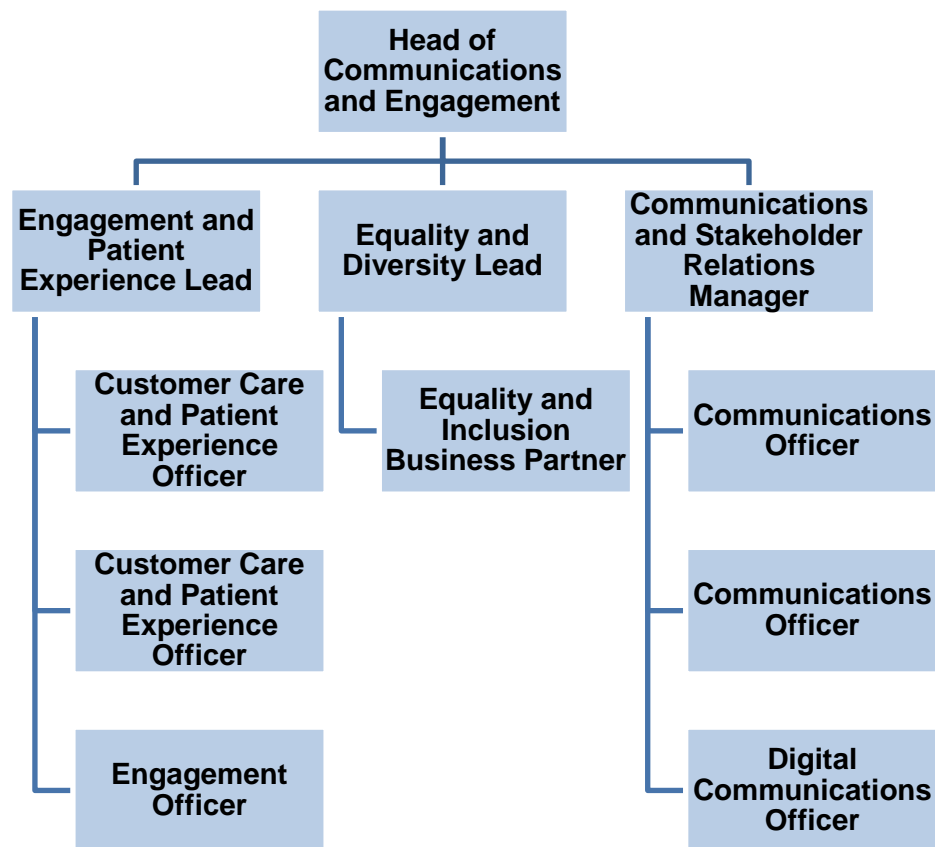 Head of
Communications
and Engagement
Engagement and
Patient
Experience Lead
Equality and
Diversity Lead
Communications
and Stakeholder
Relations
Manager
Customer Care
and Patient
Experience
Officer
Equality and
Inclusion
Business Partner
Communications
Officer
Customer Care
and Patient
Experience
Officer
Communications
Officer
Engagement
Officer
Digital
Communications
Officer